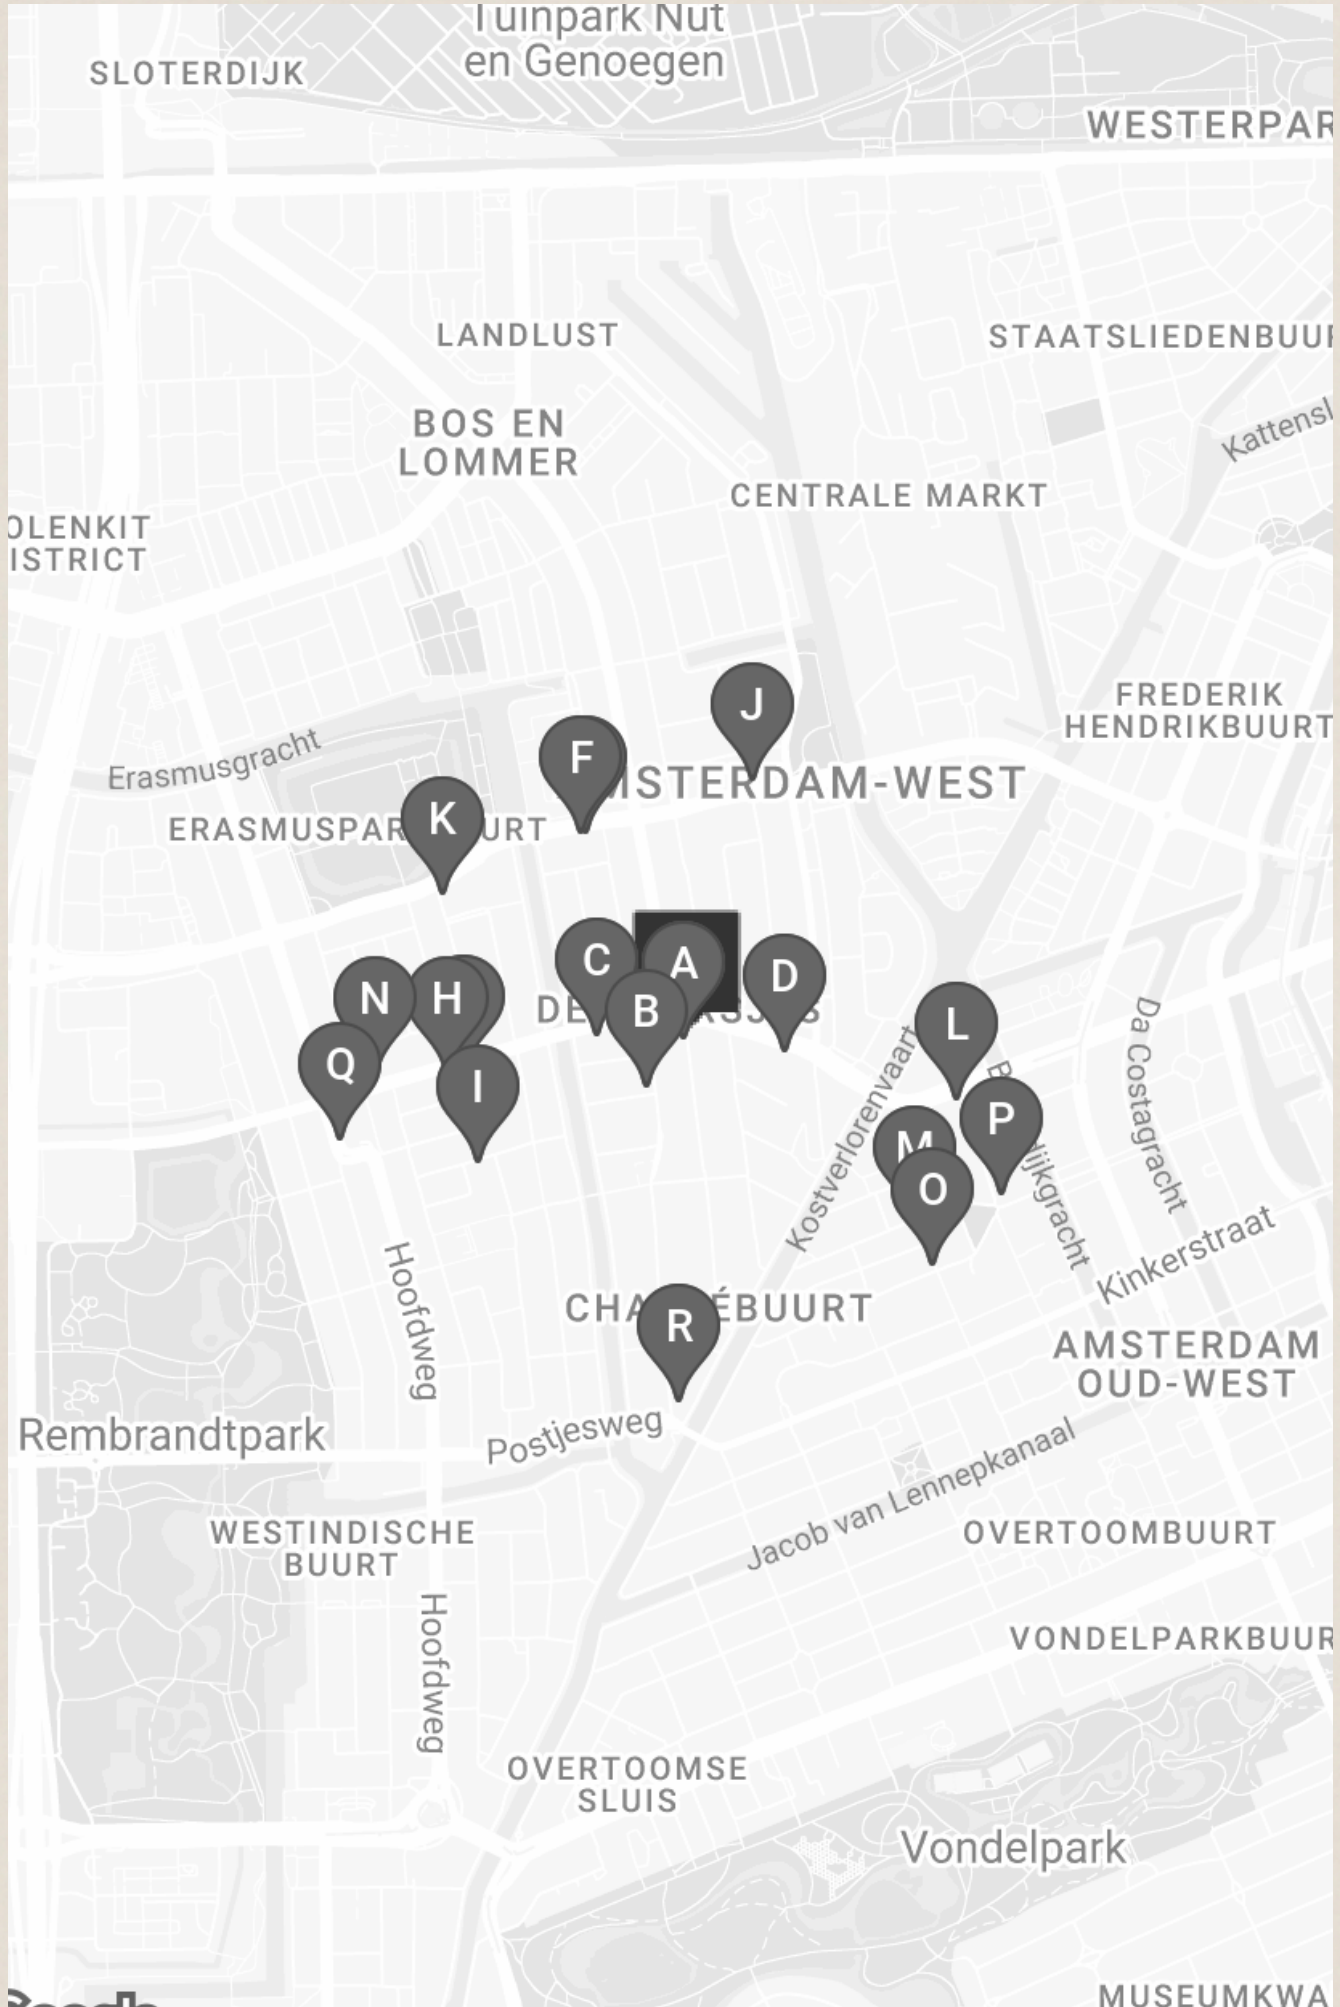 Tuinpark Nut
en Genoegen
SLOTERDIJK
WESTERPAR
LANDLUST
STAATSLIEDENBUUR
BOS EN
LOMMER
Kattensl
CENTRALE MARKT
OLENKIT
ISTRICT
FREDERIK
HENDRIKBUURT
J
Erasmusgracht
F
MSTERDAM-WEST
K
ERASMUSPAR URT
C
A
D
N
H
B
DE
L
Q
I
Kostverlorenvaart
Da Costagracht
P
M
O
ijkgracht
Kinkerstraat
Hoofdweg
CHA ÉBUURT
R
AMSTERDAM
OUD-WEST
Rembrandtpark
Postjesweg
Jacob van Lennepkanaal
WESTINDISCHE
BUURT
OVERTOOMBUURT
Hoofdweg
VONDELPARKBUUR
OVERTOOMSE
SLUIS
Vondelpark
MUSEUMKWA